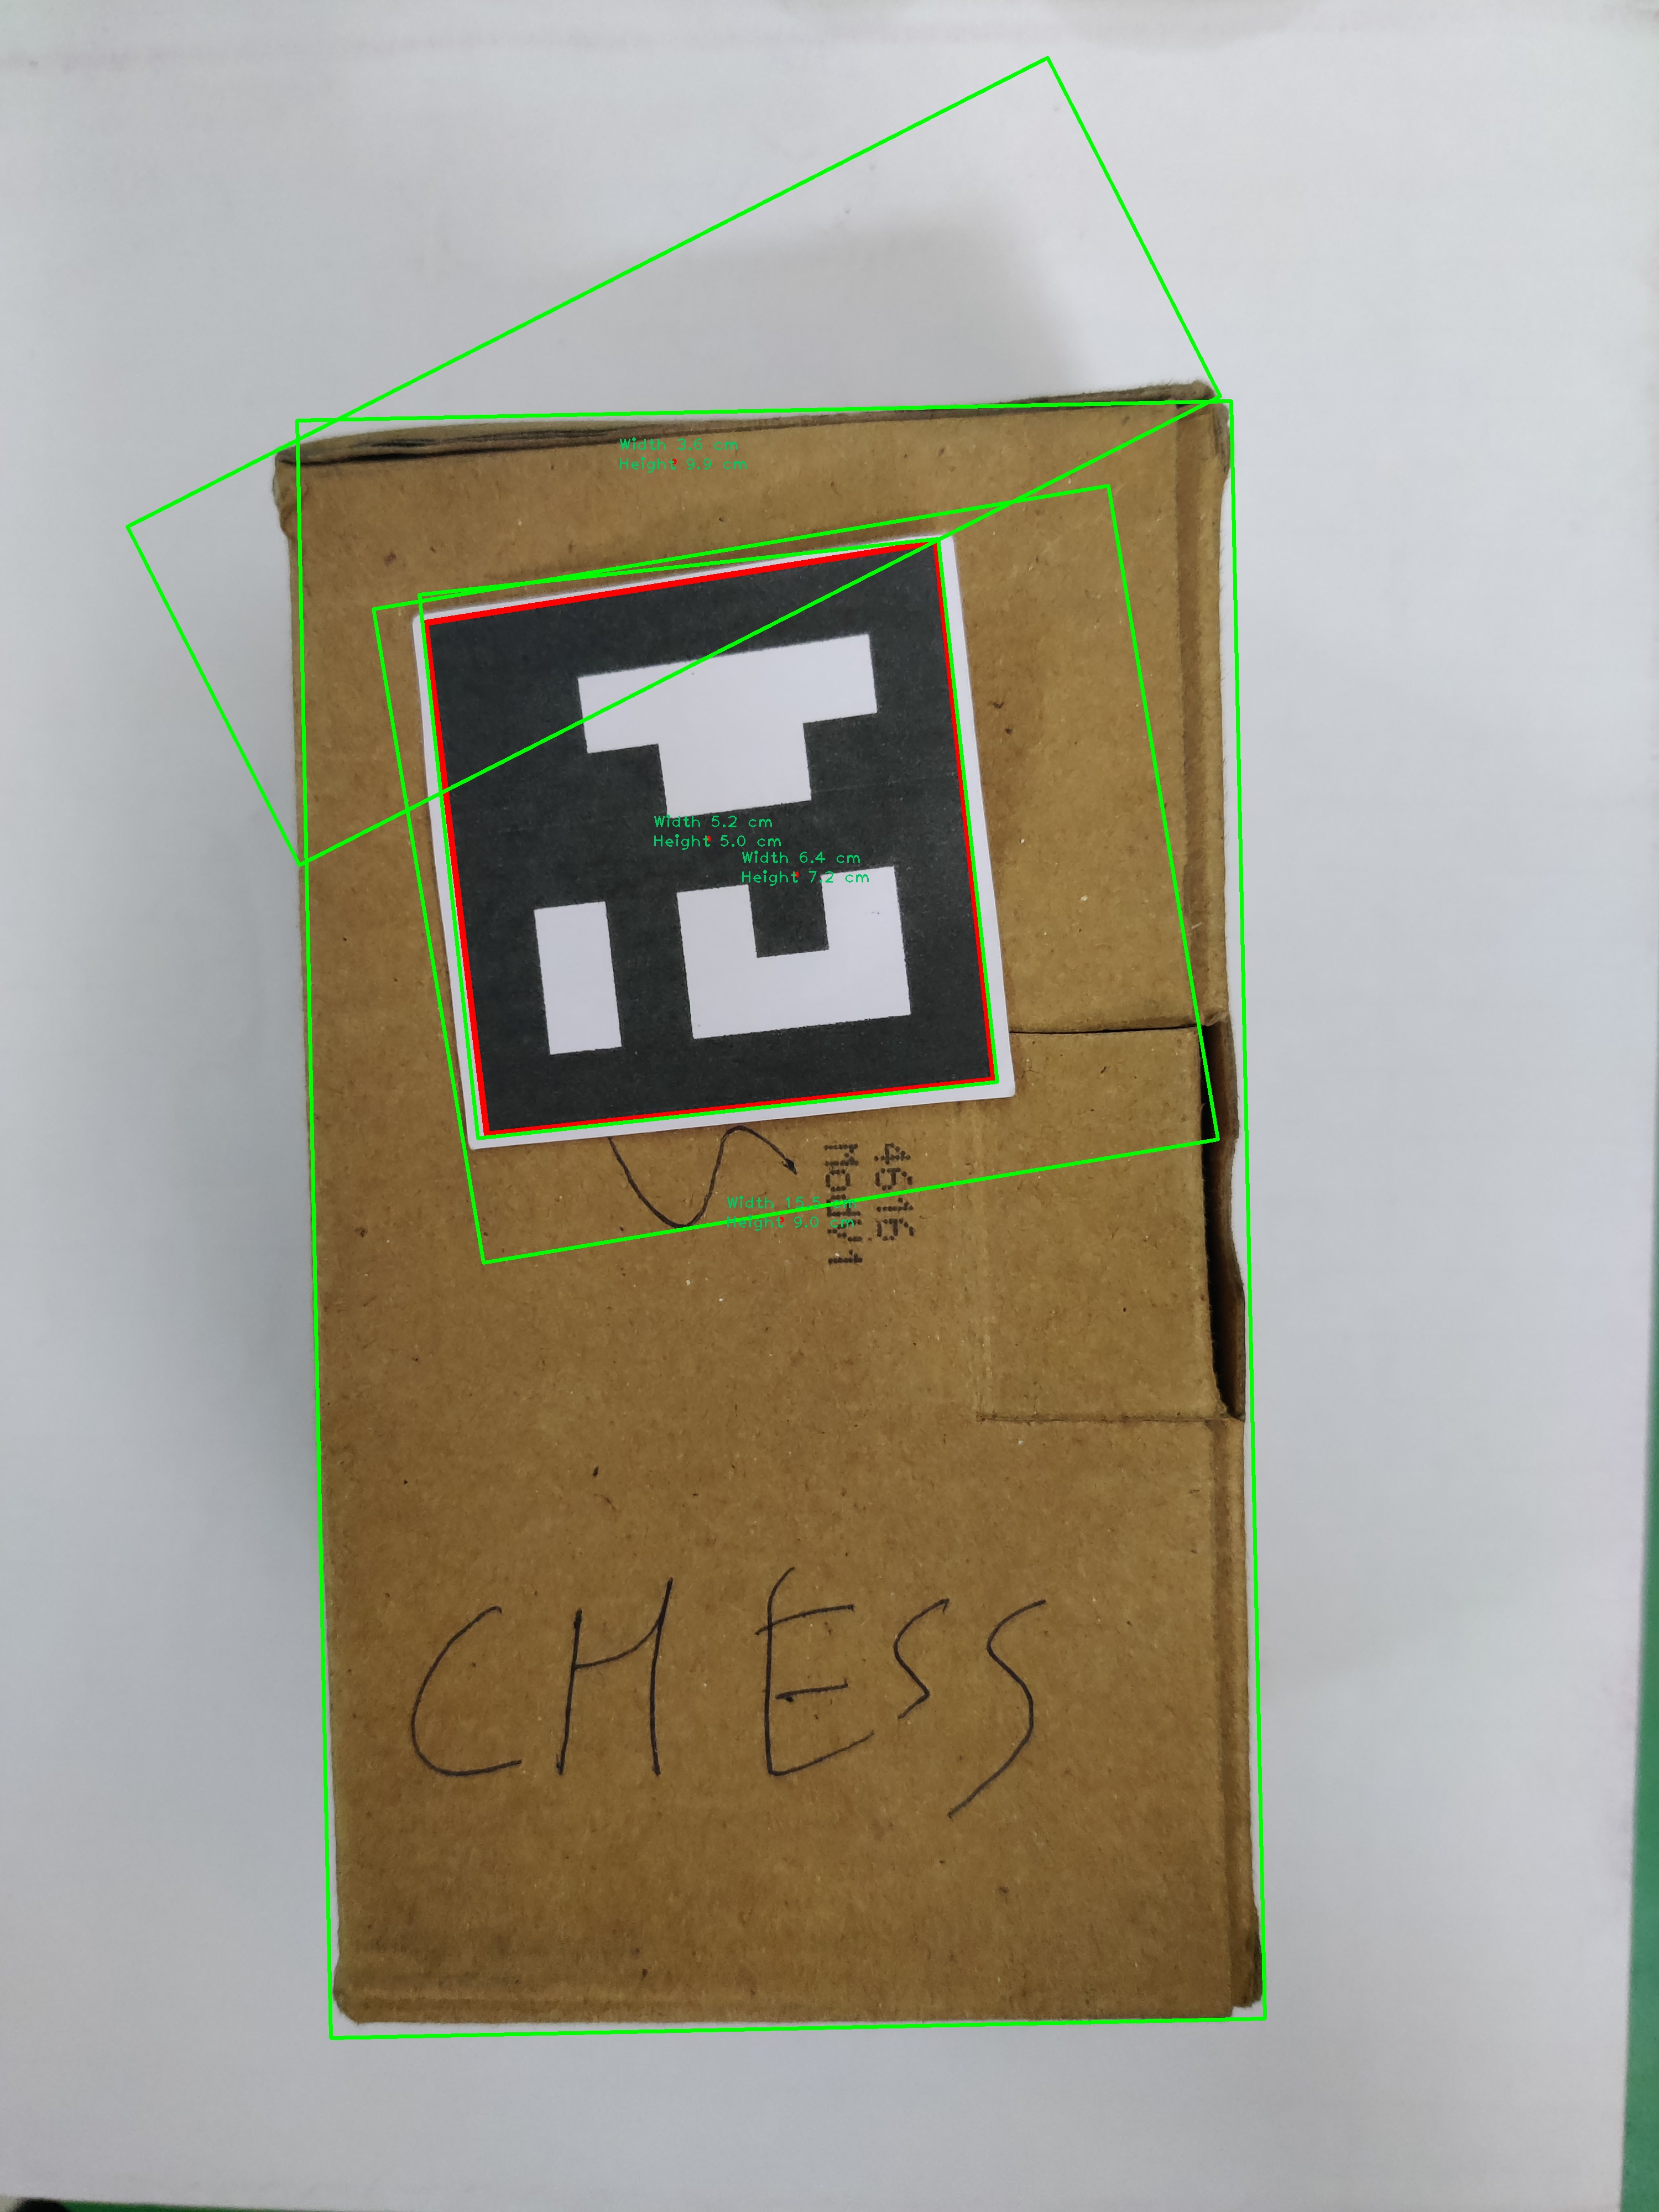 Width 3.6 cm
Height 9.9 cm
Width 5.2 cm
Height 5.0 cm
Width 6.4 cm
Height 7.2 cm
4616
Width 15.5 cm
Height 9.0 cm
CHESS